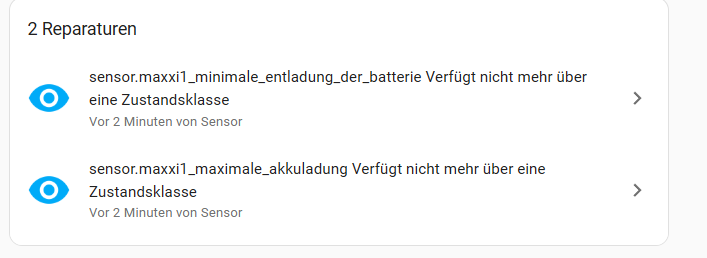 2 Reparaturen
sensor.maxxi1_minimale_entladung_der_batterie Verfügt nicht mehr über
eine Zustandsklasse
Vor 2 Minuten von Sensor
sensor.maxxi1_maximale_akkuladung Verfügt nicht mehr über eine
Zustandsklasse
Vor 2 Minuten von Sensor